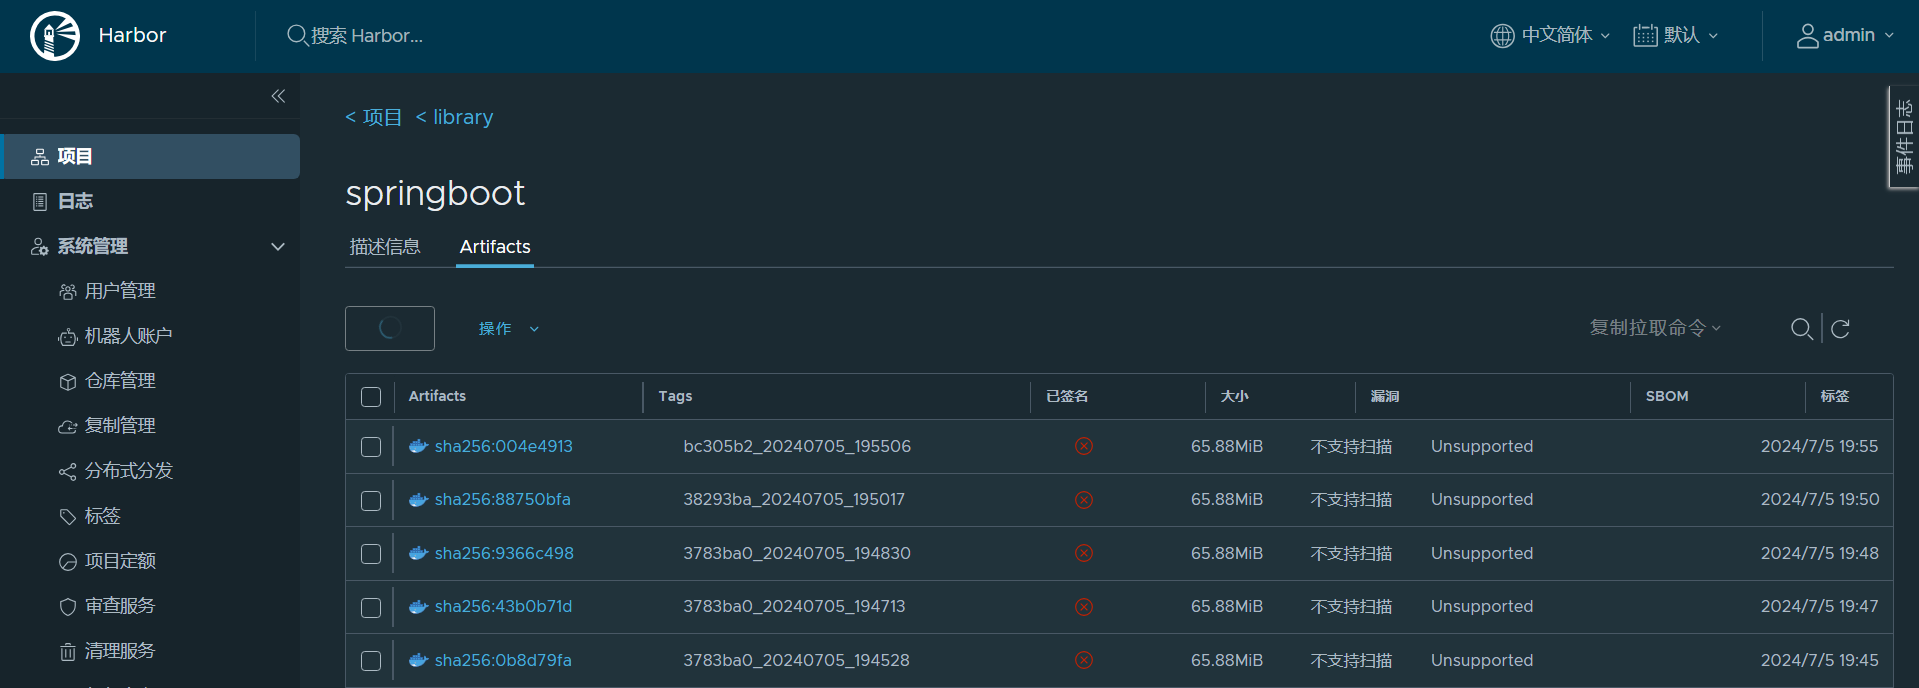 Harbor
搜索 Harbor...
中文简体
默认
admin
事件日志
项目
日志
系统管理
用户管理
机器人账户
仓库管理
复制管理
分布式分发
标签
项目定额
审查服务
清理服务
< 项目 < library
springboot
描述信息 Artifacts
操作
复制拉取命令
Artifacts Tags 已签名 大小 漏洞 SBOM 标签
sha256:004e4913 bc305b2_20240705_195506 65.88MiB 不支持扫描 Unsupported 2024/7/5 19:55
sha256:88750bfa 38293ba_20240705_195017 65.88MiB 不支持扫描 Unsupported 2024/7/5 19:50
sha256:9366c498 3783ba0_20240705_194830 65.88MiB 不支持扫描 Unsupported 2024/7/5 19:48
sha256:43b0b71d 3783ba0_20240705_194713 65.88MiB 不支持扫描 Unsupported 2024/7/5 19:47
sha256:0b8d79fa 3783ba0_20240705_194528 65.88MiB 不支持扫描 Unsupported 2024/7/5 19:45